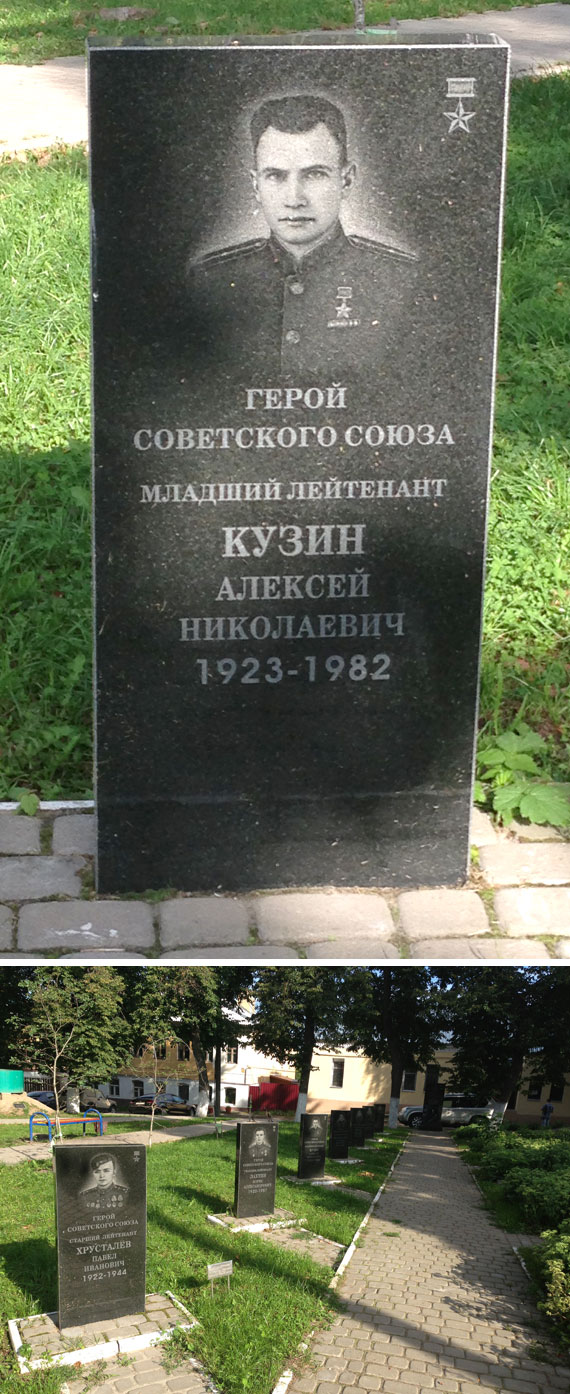 ГЕРОЙ
СОВЕТСКОГО СОЮЗА
МЛАДШИЙ ЛЕЙТЕНАНТ
КУЗИН
АЛЕКСЕЙ
НИКОЛАЕВИЧ
1923-1982
ГЕРОЙ
СОВЕТСКОГО СОЮЗА
СТАРШИЙ ЛЕЙТЕНАНТ
ХРУСТАЛЁВ
ПАВЕЛ
ИВАНОВИЧ
1922-1944